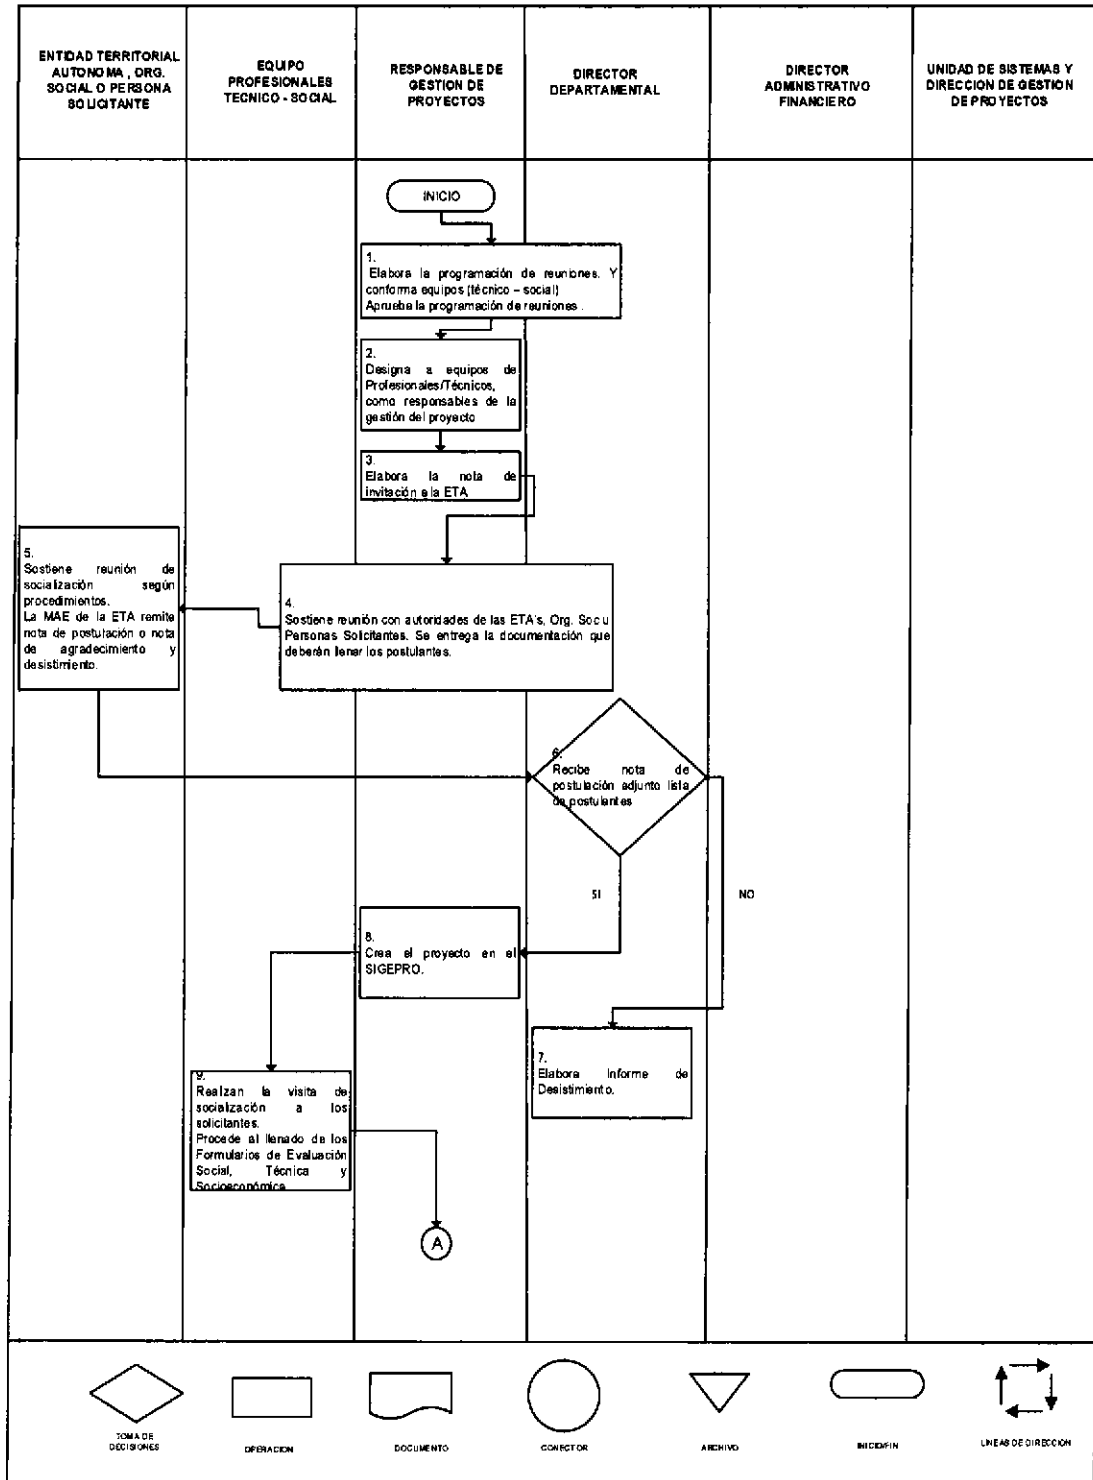 ENTIDAD TERRITORIAL
AUTONOMA , ORG.
SOCIAL O PERSONA
SOLICITANTE
EQUIPO
PROFESIONALES
TECNICO - SOCIAL
RESPONSABLE DE
GESTION DE
PROYECTOS
DIRECTOR
DEPARTAMENTAL
DIRECTOR
ADMINISTRATIVO
FINANCIERO
UNIDAD DE SISTEMAS Y
DIRECCION DE GESTION
DE PROYECTOS
INICIO
1.
Elabora la programación de reuniones. Y
conforma equipos (técnico – social)
Aprueba la programación de reuniones .
2.
Designa a equipos de
Profesionales/Técnicos,
como responsables de la
gestión del proyecto
3.
Elabora la nota de
invitación a la ETA
5.
Sostiene reunión de
socialización según
procedimientos.
La MAE de la ETA remite
nota de postulación o nota
de agradecimiento y
desistimiento.
4.
Sostiene reunión con autoridades de las ETA's, Org. Soc u
Personas Solicitantes. Se entrega la documentación que
deberán llenar los postulantes.
6.
Recibe nota de
postulación adjunto lista
de postulantes
SI
NO
8.
Crea el proyecto en el
SIGEPRO.
7.
Elabora Informe de
Desistimiento.
9.
Realzan la visita de
socialización a los
solicitantes.
Procede al llenado de los
Formularios de Evaluación
Social, Técnica y
Socioeconómica
A
TOMA DE
DECISIONES
OPERACION
DOCUMENTO
CONECTOR
ARCHIVO
INICIO/FIN
LINEAS DE DIRECCION